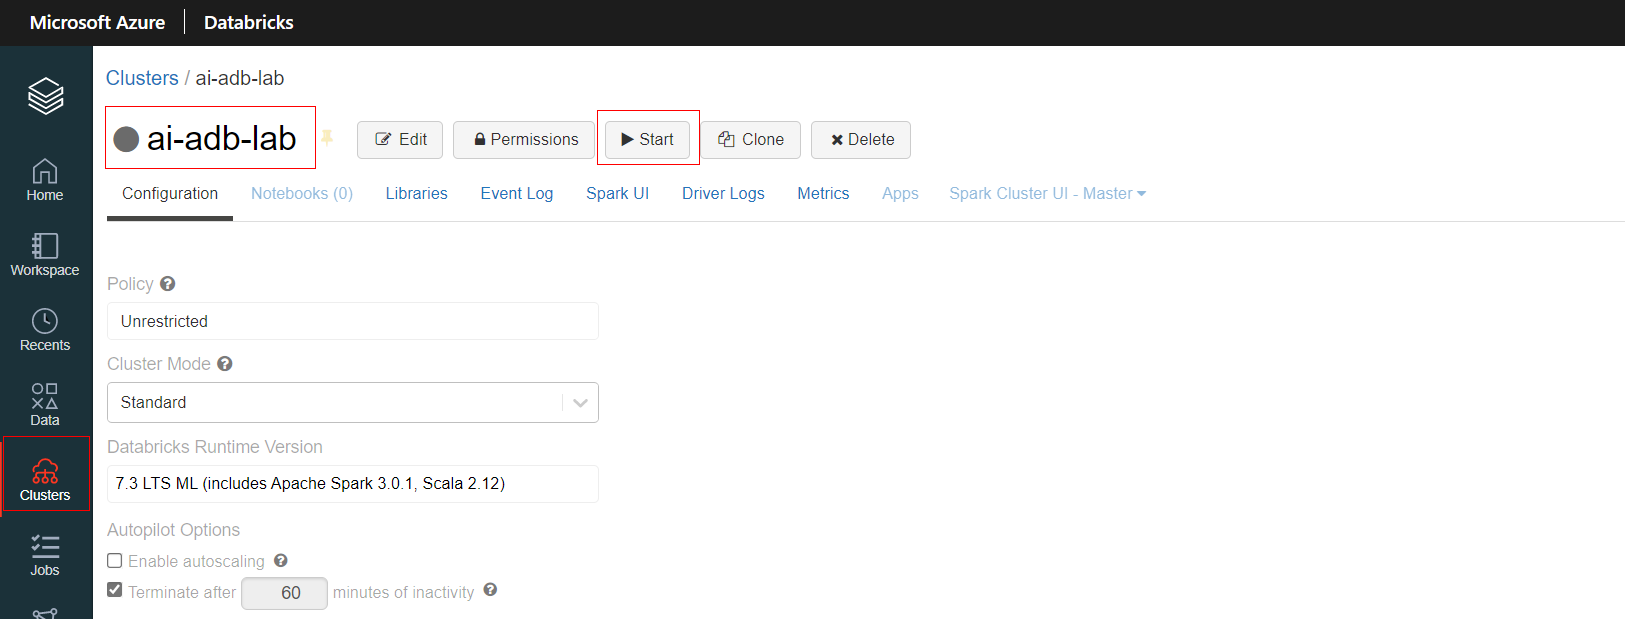 Microsoft Azure Databricks
Clusters / ai-adb-lab
ai-adb-lab Edit Permissions Start Clone Delete
Configuration Notebooks (0) Libraries Event Log Spark UI Driver Logs Metrics Apps Spark Cluster UI - Master
Home
Workspace
Recents
Data
Clusters
Jobs
Policy ?
Unrestricted
Cluster Mode ?
Standard
Databricks Runtime Version
7.3 LTS ML (includes Apache Spark 3.0.1, Scala 2.12)
Autopilot Options
Enable autoscaling ?
Terminate after 60 minutes of inactivity ?